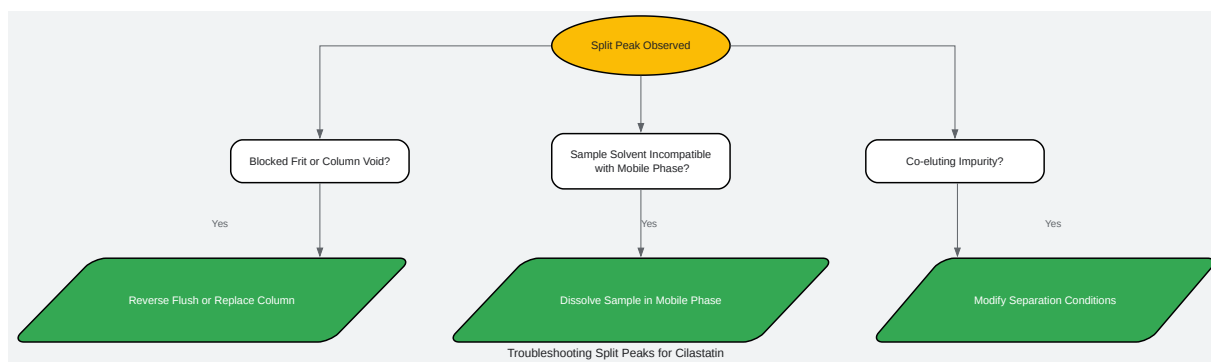 Split Peak Observed
Blocked Frit or Column Void?
Sample Solvent Incompatible
with Mobile Phase?
Co-eluting Impurity?
Yes
Yes
Yes
Reverse Flush or Replace Column
Dissolve Sample in Mobile Phase
Modify Separation Conditions
Troubleshooting Split Peaks for Cilastatin